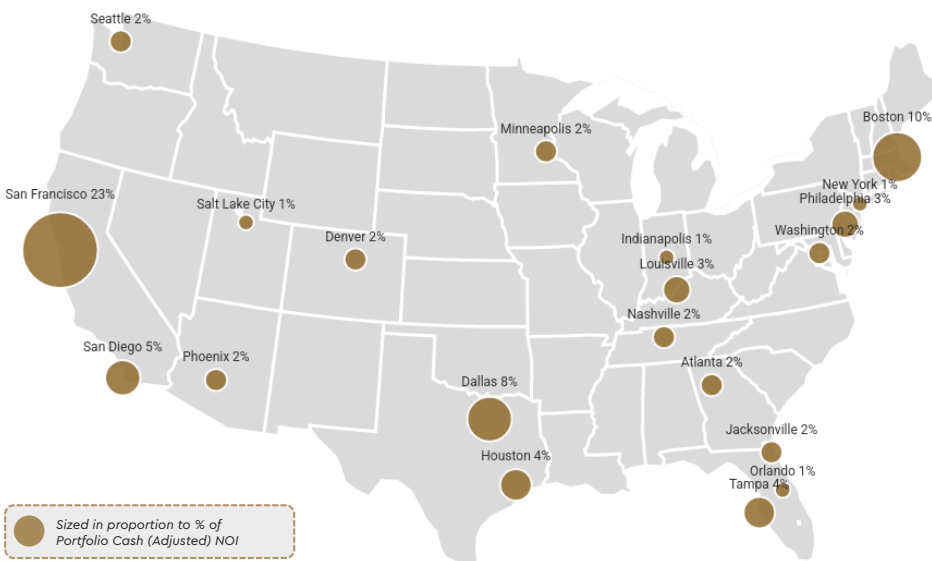 Seattle 2%
Boston 10%
Minneapolis 2%
New York 1%
San Francisco 23%
Philadelphia 3%
Salt Lake City 1%
Washington 2%
Denver 2%
Indianapolis 1%
Louisville 3%
Nashville 2%
San Diego 5%
Phoenix 2%
Atlanta 2%
Dallas 8%
Jacksonville 2%
Houston 4%
Orlando 1%
Tampa 4%
Sized in proportion to % of
Portfolio Cash (Adjusted) NOI